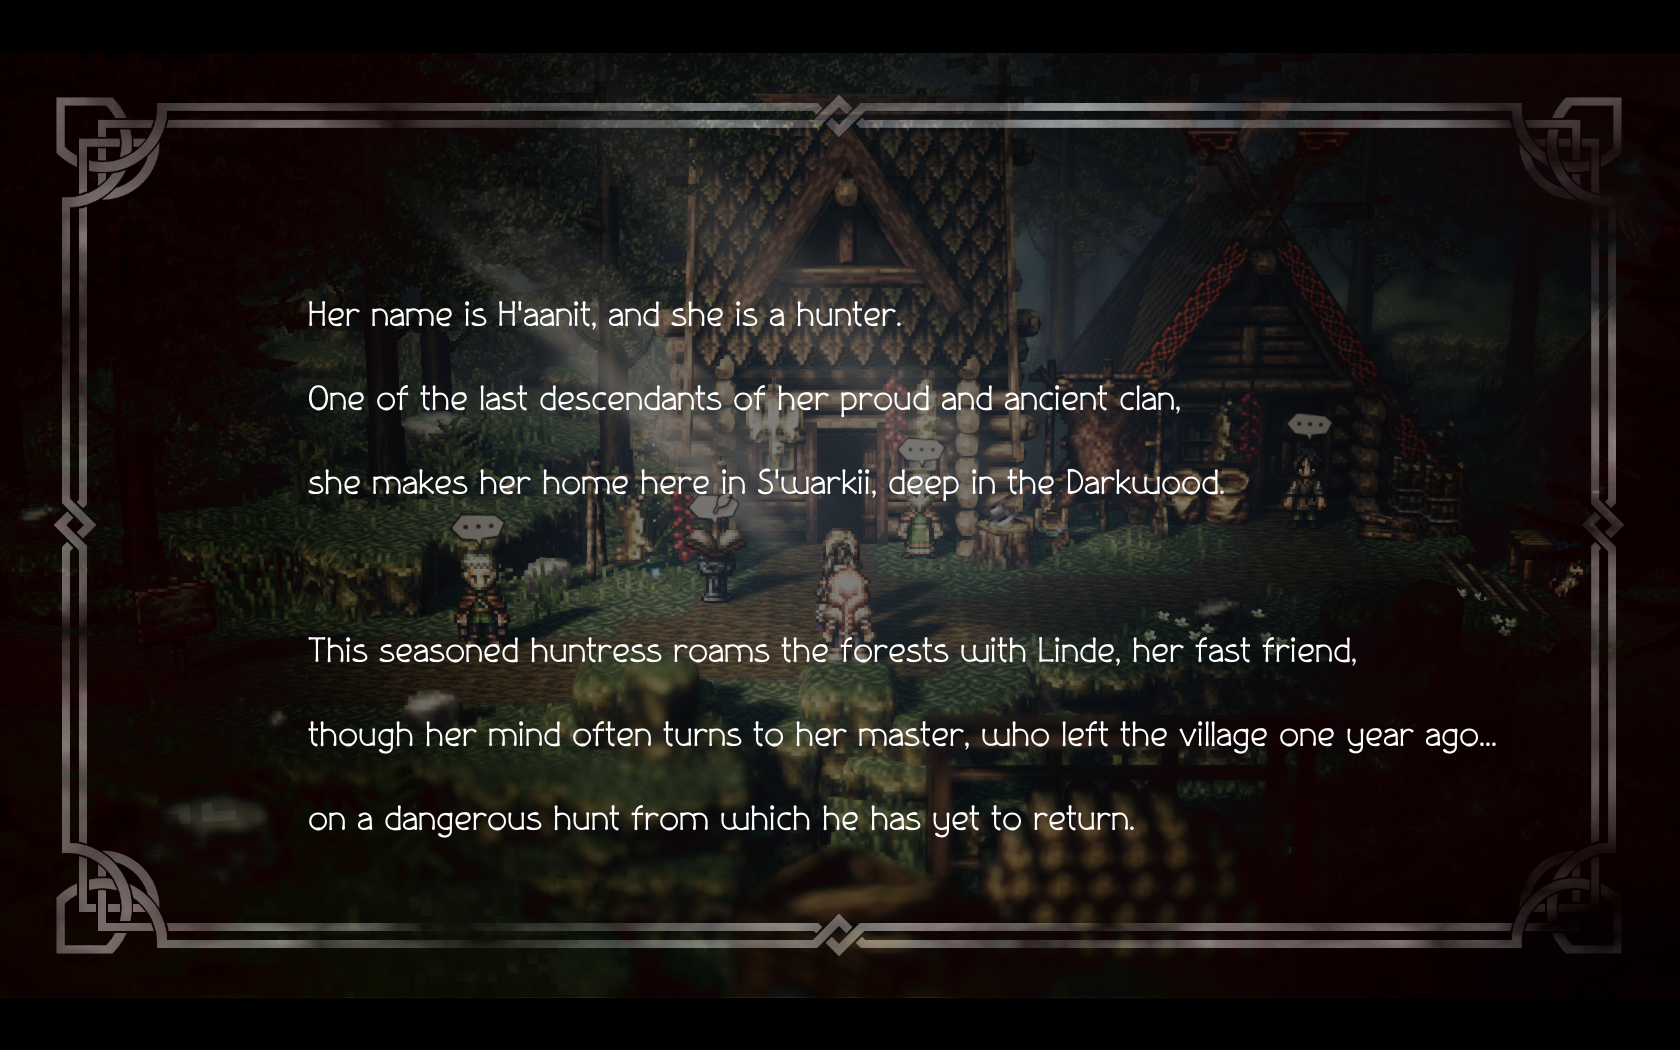 Her name is H'aanit, and she is a hunter.
One of the last descendants of her proud and ancient clan,
she makes her home here in S'warkii, deep in the Darkwood.
This seasoned huntress roams the forests with Linde, her fast friend,
though her mind often turns to her master, who left the village one year ago...
on a dangerous hunt from which he has yet to return.